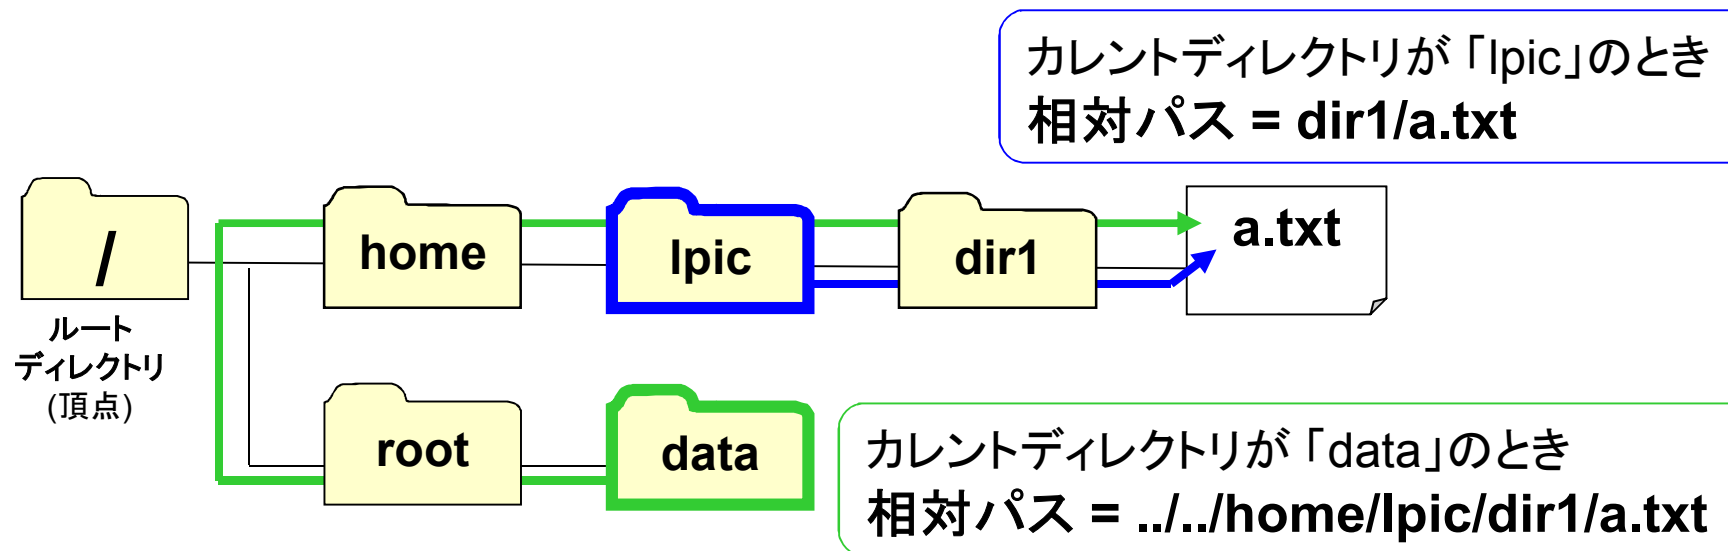 カレントディレクトリが「lpic」のとき
相対パス = dir1/a.txt
/
home
lpic
dir1
a.txt
ルート
ディレクトリ
(頂点)
root
data
カレントディレクトリが「data」のとき
相対パス = ../../home/lpic/dir1/a.txt